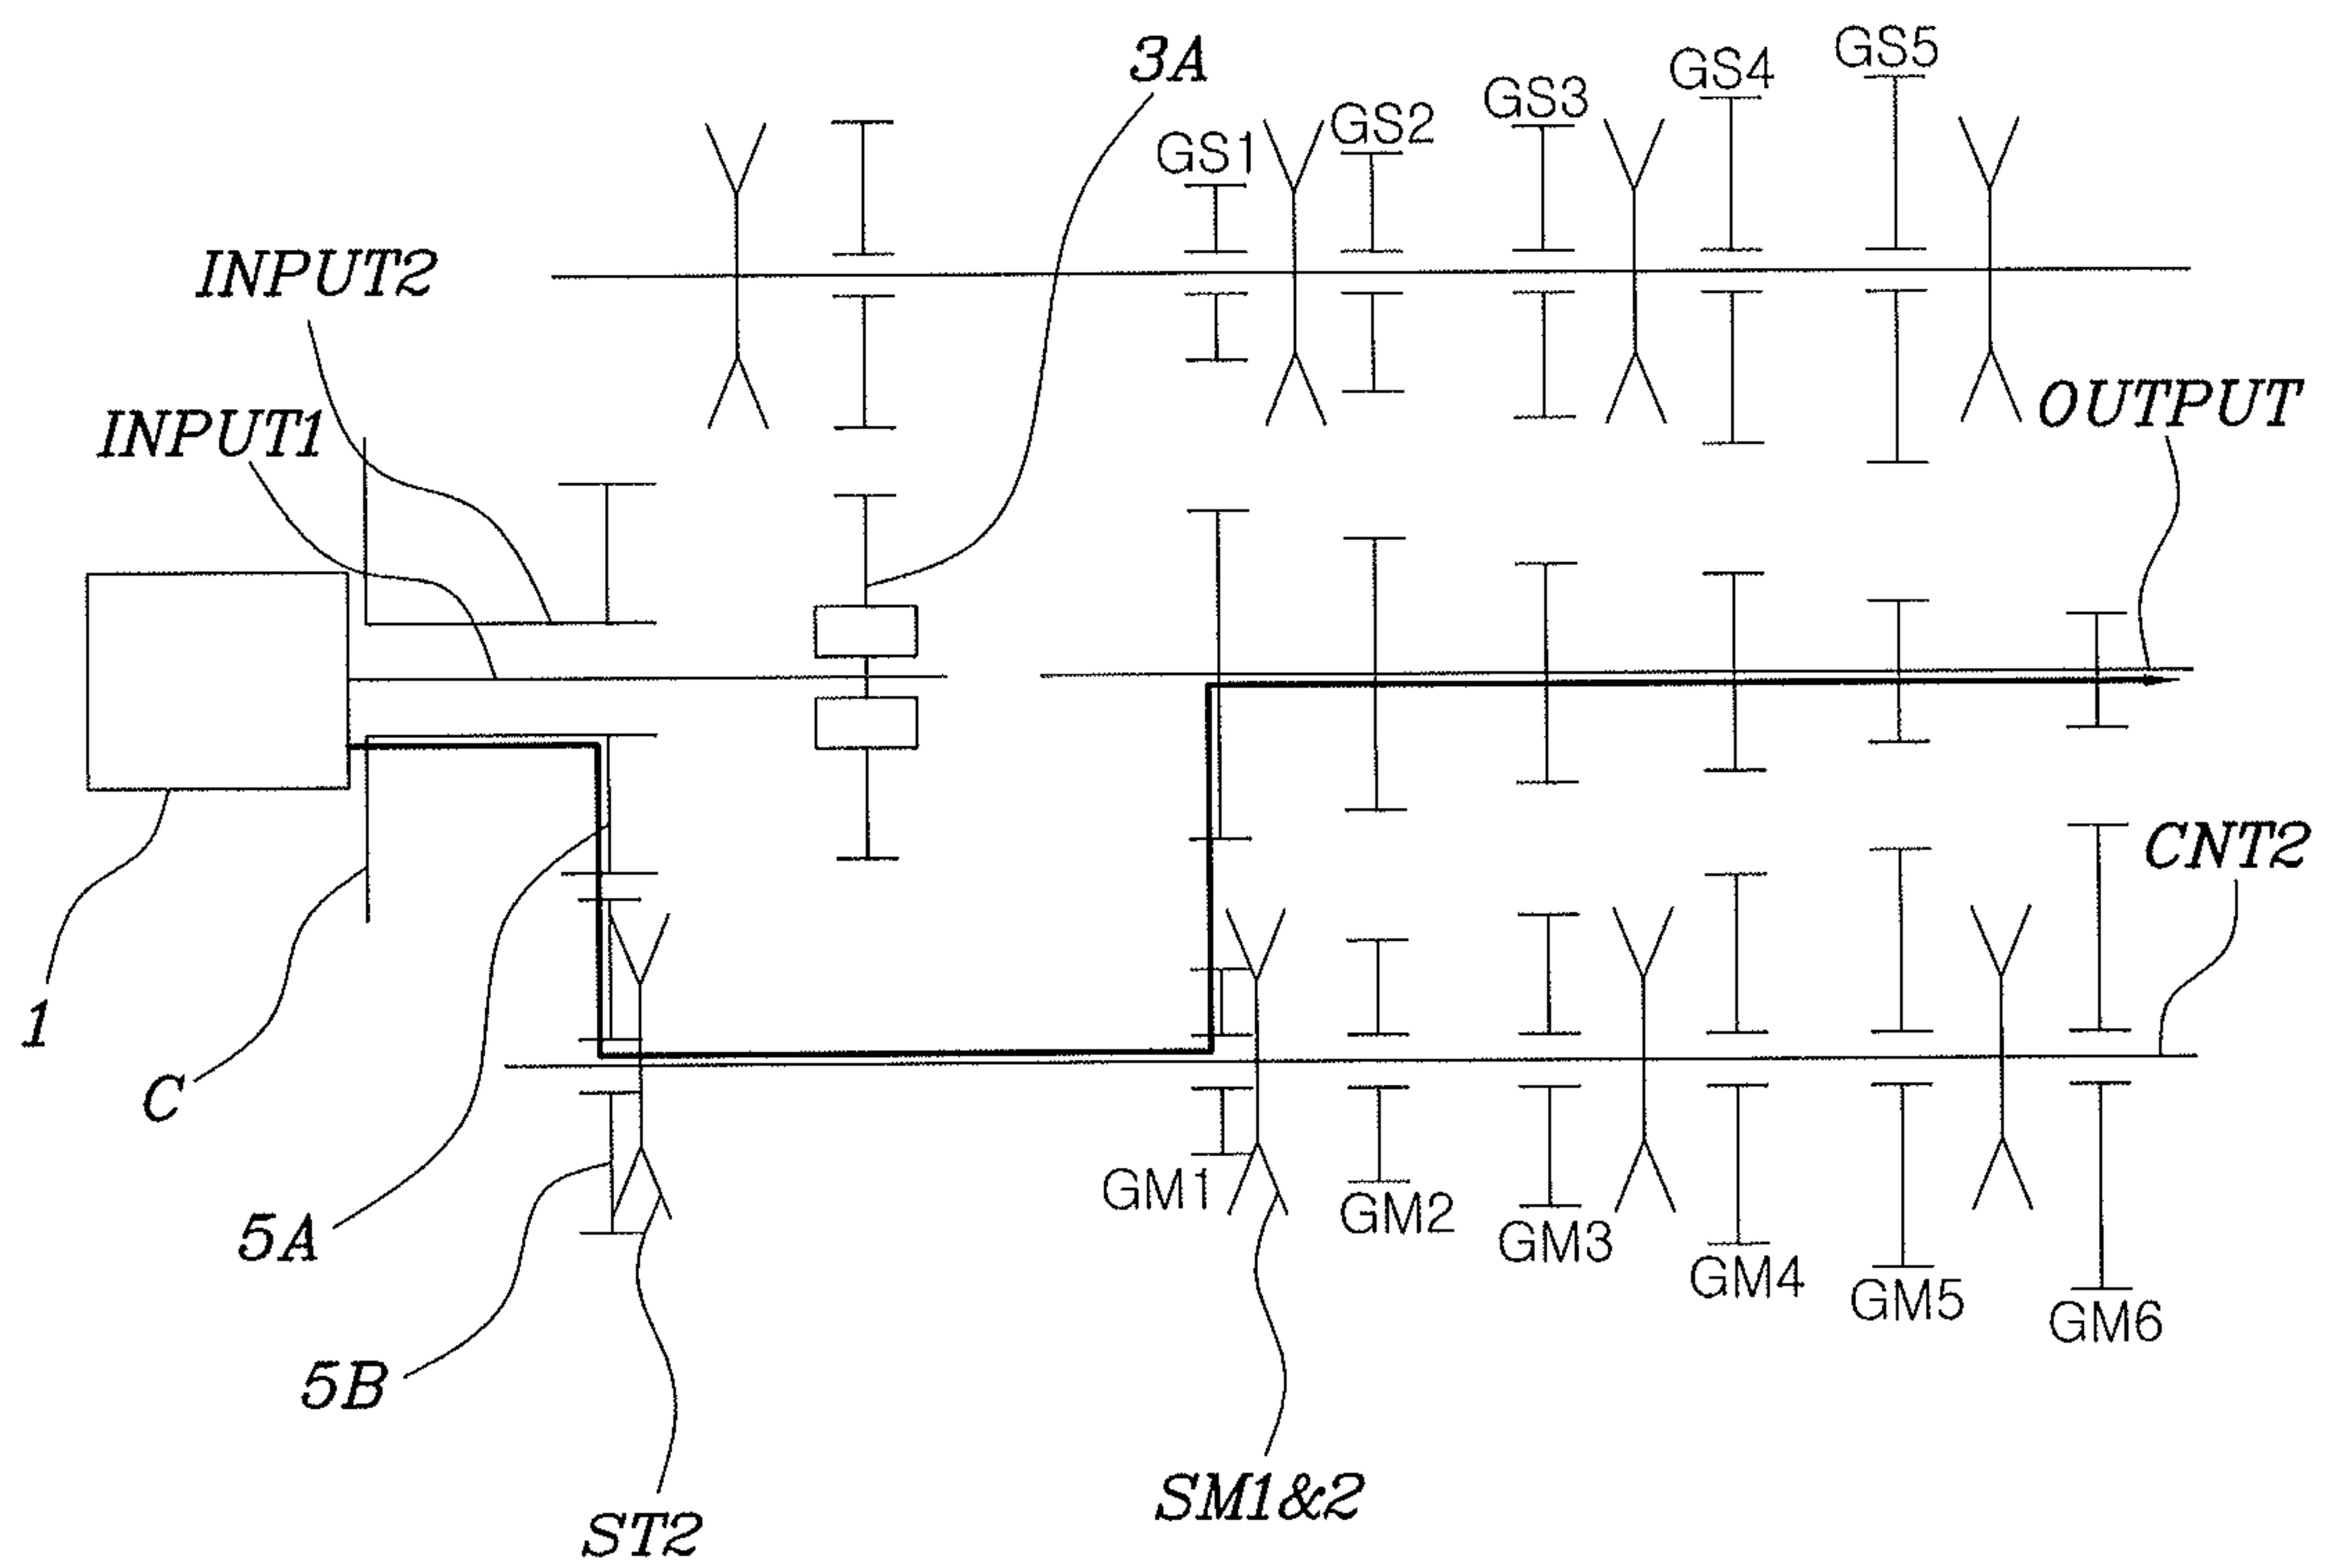 3A
GS1
GS2
GS3
GS4
GS5
INPUT2
INPUT1
OUTPUT
CNT2
1
C
5A
5B
ST2
GM1
GM2
GM3
GM4
GM5
GM6
SM1&2